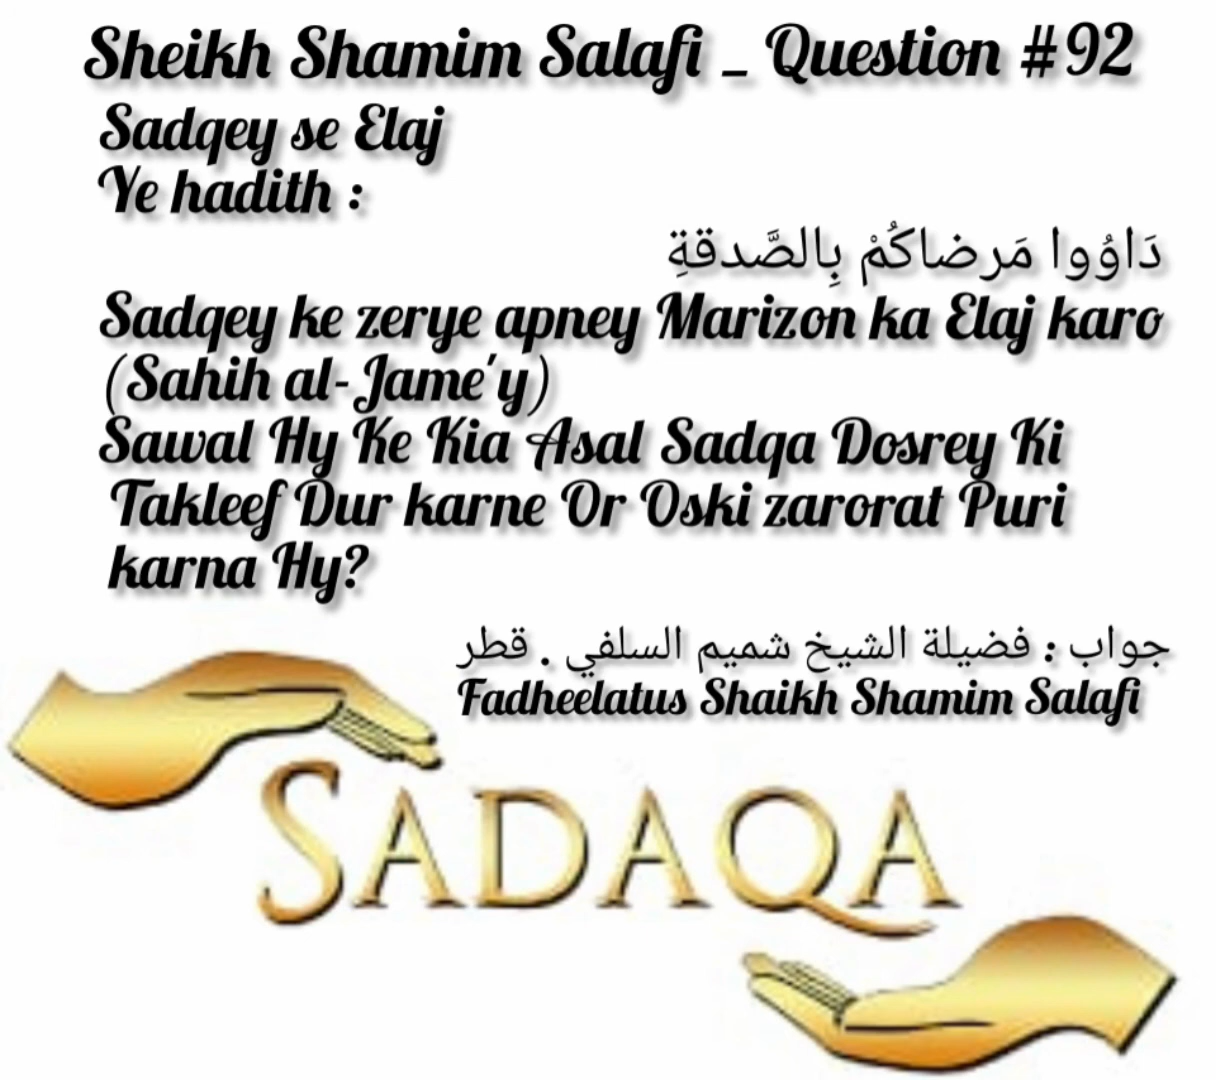 Sheikh Shamim Salafi _ Question #92
Sadqey se Elaj
Ye hadith :
دَاوُوا مَرضاكُمْ بِالصَّدقةِ
Sadqey ke zerye apney Marizon ka Elaj karo
(Sahih al-Jame'y)
Sawal Hy Ke Kia Asal Sadqa Dosrey Ki
Takleef Dur karne Or Oski zarorat Puri
karna Hy?
جواب : فضيلة الشيخ شميم السلفي . قطر
Fadheelatus Shaikh Shamim Salafi
SADAQA